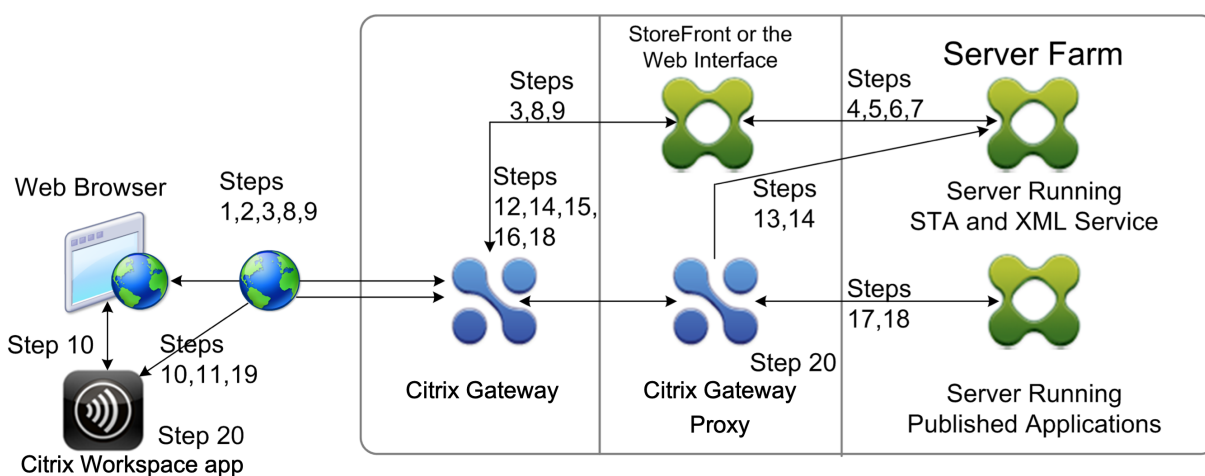 StoreFront or the
Web Interface
Server Farm
Steps
3,8,9
Steps
4,5,6,7
Web Browser
Steps
1,2,3,8,9
Steps
12,14,15,
16,18
Steps
13,14
Server Running
STA and XML Service
Steps
17,18
Step 10
Steps
10,11,19
Step 20
Citrix Gateway
Citrix Gateway
Proxy
Server Running
Published Applications
Step 20
Citrix Workspace app